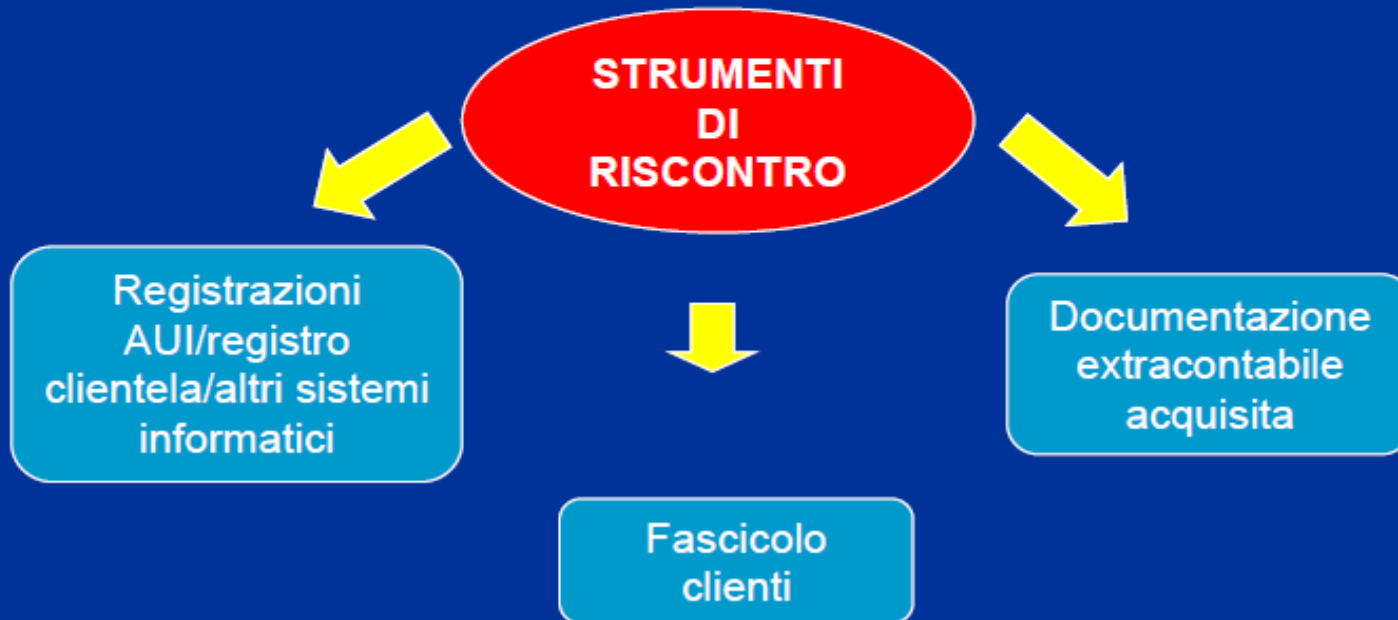 STRUMENTI
DI
RISCONTRO
Registrazioni
AUI/registro
clientela/altri sistemi
informatici
Documentazione
extracontabile
acquisita
Fascicolo
clienti